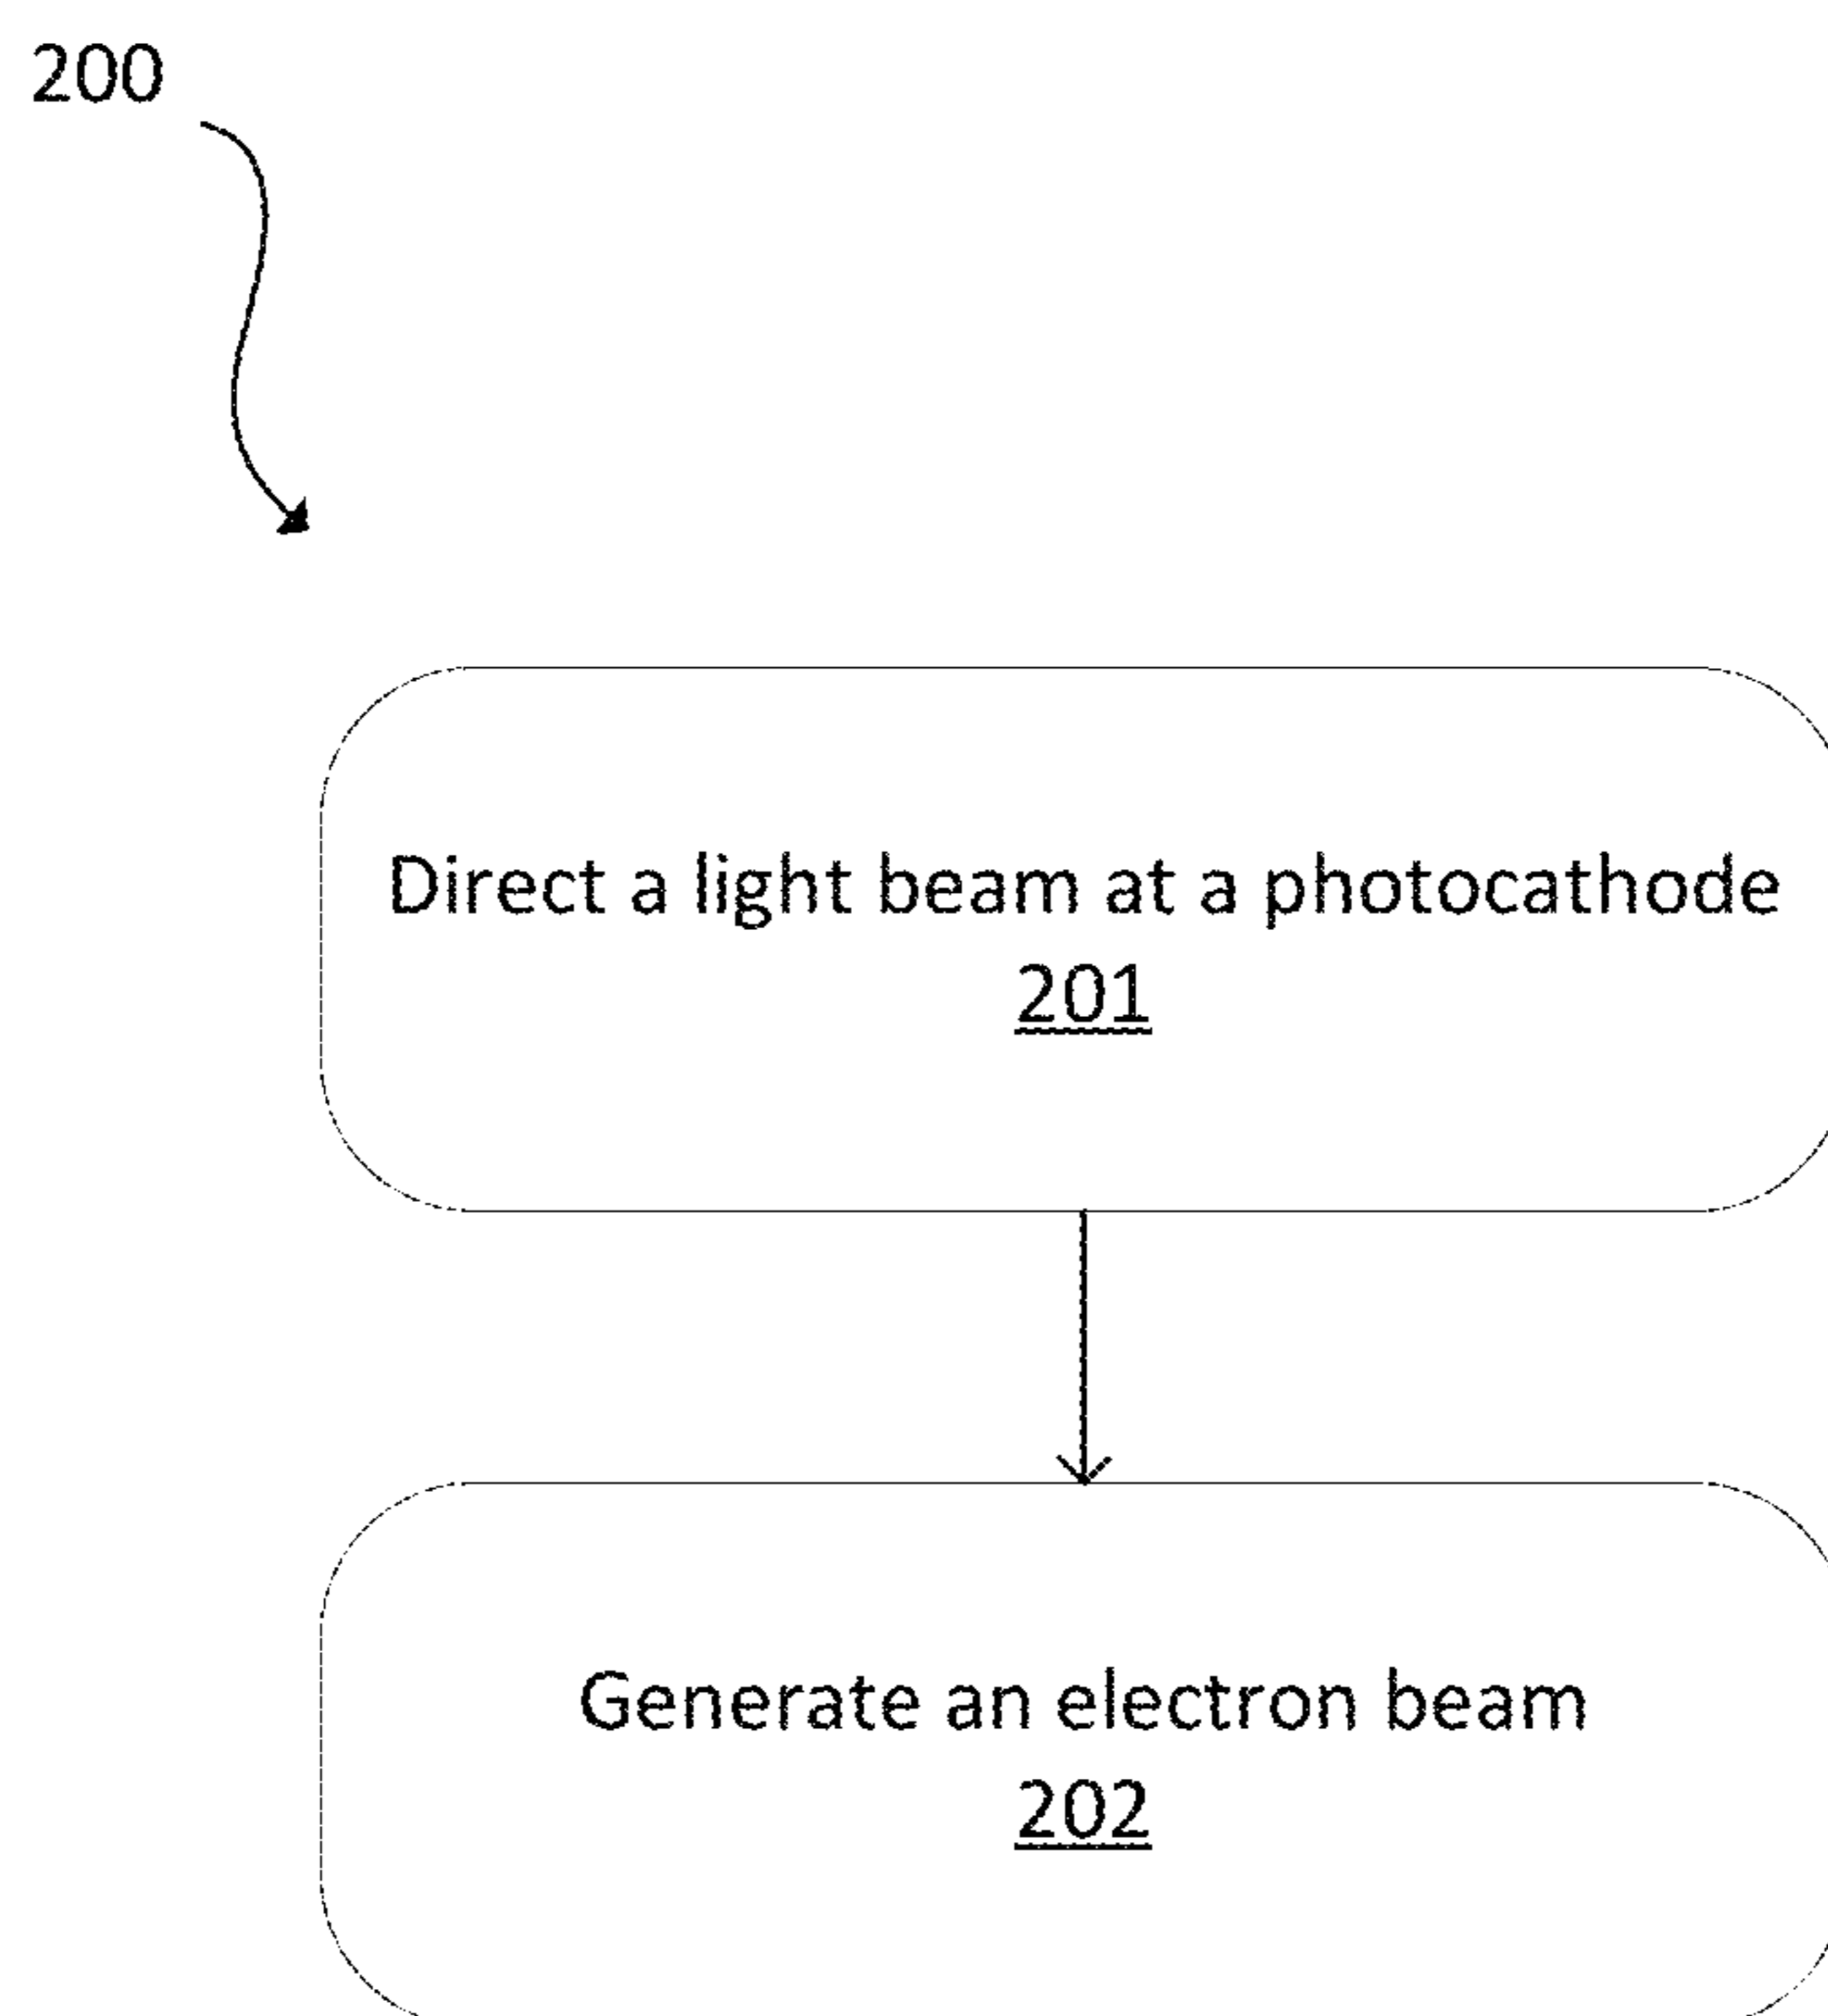 200
Direct a light beam at a photocathode
201
Generate an electron beam
202